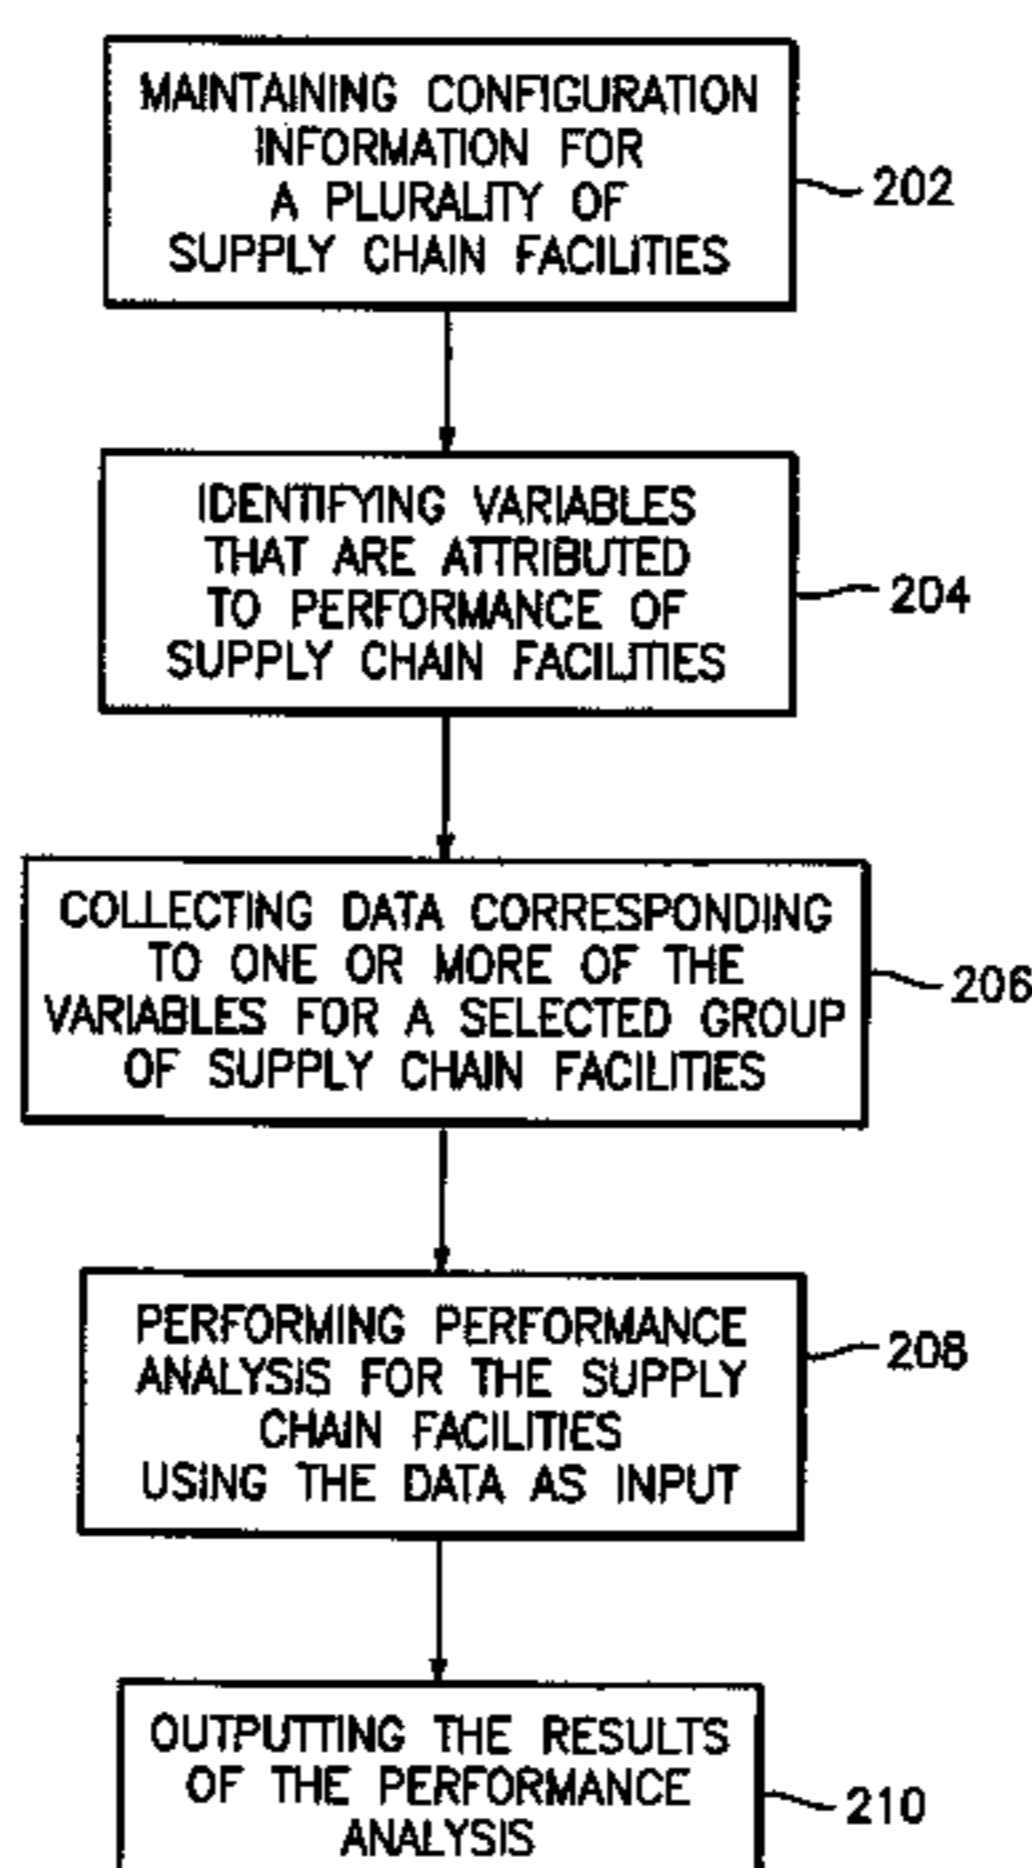 MAINTAINING CONFIGURATION
INFORMATION FOR
A PLURALITY OF
SUPPLY CHAIN FACILITIES
202
IDENTIFYING VARIABLES
THAT ARE ATTRIBUTED
TO PERFORMANCE OF
SUPPLY CHAIN FACILITIES
204
COLLECTING DATA CORRESPONDING
TO ONE OR MORE OF THE
VARIABLES FOR A SELECTED GROUP
OF SUPPLY CHAIN FACILITIES
206
PERFORMING PERFORMANCE
ANALYSIS FOR THE SUPPLY
CHAIN FACILITIES
USING THE DATA AS INPUT
208
OUTPUTTING THE RESULTS
OF THE PERFORMANCE
ANALYSIS
210